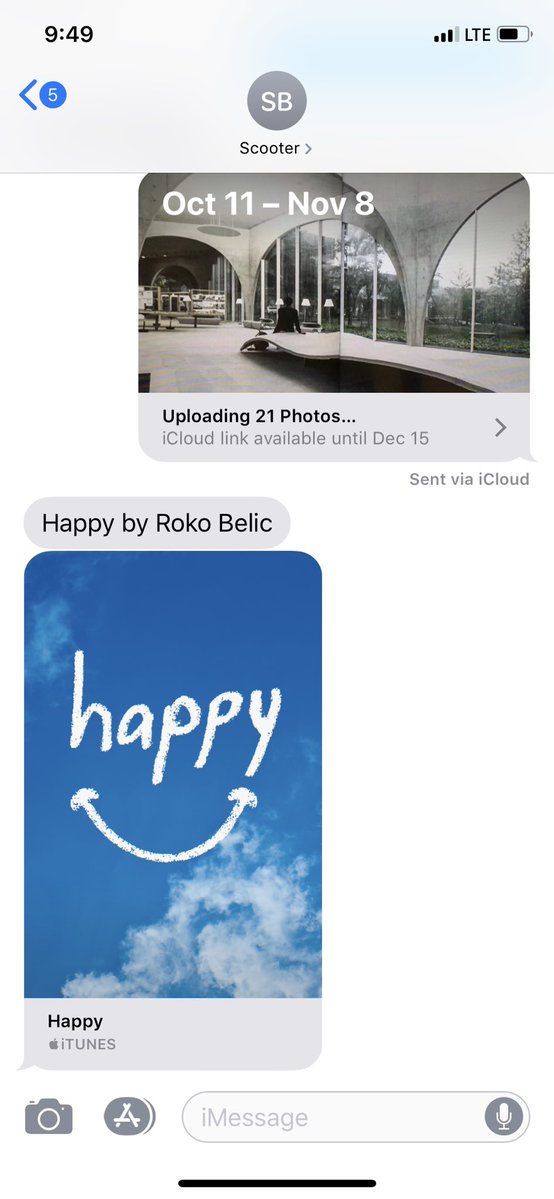 9:49
LTE
5
SB
Scooter
Oct 11 – Nov 8
Uploading 21 Photos...
iCloud link available until Dec 15
Sent via iCloud
Happy by Roko Belic
happy
Happy
iTUNES
iMessage